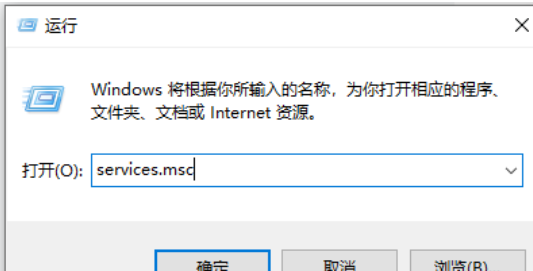 运行
Windows 将根据你所输入的名称，为你打开相应的程序、
文件夹、文档或 Internet 资源。
打开(O): services.msc
确定 取消 浏览(B)...